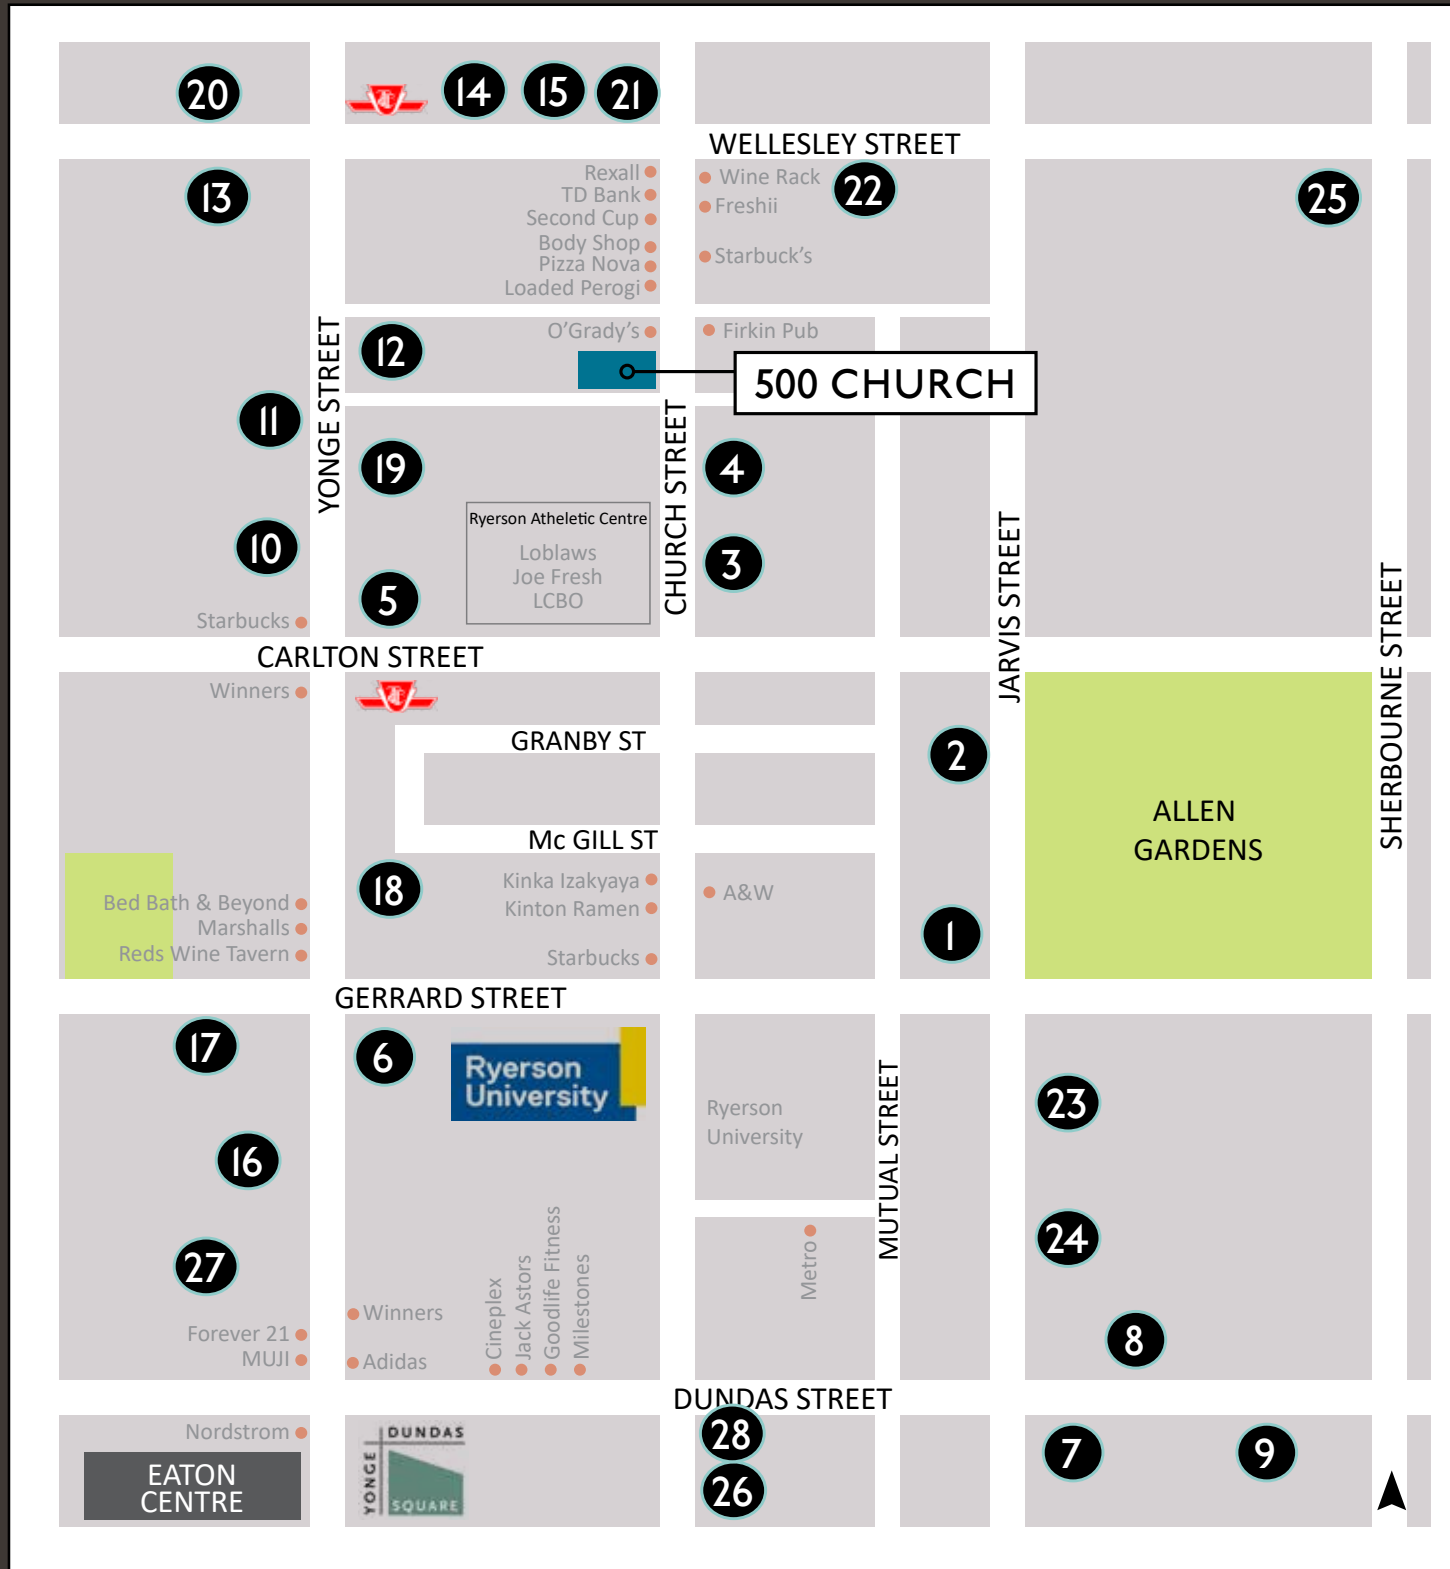 20
14
15
21
WELLESLEY STREET
13
Rexall
TD Bank
Second Cup
Body Shop
Pizza Nova
Loaded Perogi
Wine Rack
Freshii
Starbuck's
22
25
YONGE STREET
12
O'Grady's
Firkin Pub
500 CHURCH
11
19
CHURCH STREET
4
10
5
Ryerson Atheletic Centre
Loblaws
Joe Fresh
LCBO
3
JARVIS STREET
SHERBOURNE STREET
Starbucks
CARLTON STREET
Winners
GRANBY ST
2
ALLEN
GARDENS
Mc GILL ST
Bed Bath & Beyond
Marshalls
Reds Wine Tavern
18
Kinka Izakyaya
Kinton Ramen
Starbucks
A&W
1
GERRARD STREET
17
6
Ryerson
University
Ryerson
University
MUTUAL STREET
23
16
24
27
Metro
8
Forever 21
MUJI
Winners
Adidas
Cineplex
Jack Astors
Goodlife Fitness
Milestones
DUNDAS STREET
Nordstrom
EATON
CENTRE
DUNDAS
YONGE
SQUARE
28
26
7
9